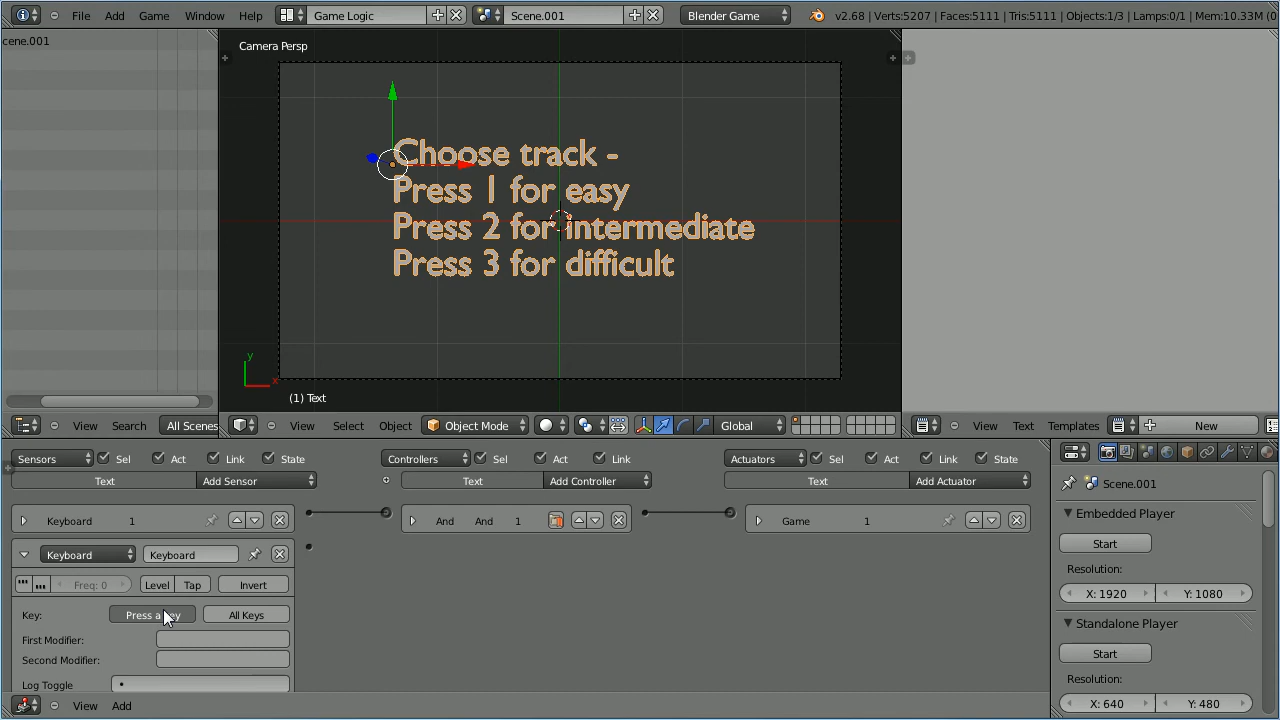 File Add Game Window Help Game Logic Scene.001 Blender Game v2.68 | Verts:5207 | Faces:5111 | Tris:5111 | Objects:1/3 | Lamps:0/1 | Mem:10.33M (0
cene.001
Camera Persp
Choose track -
Press 1 for easy
Press 2 for intermediate
Press 3 for difficult
y
x
(1) Text
View Search All Scenes
View Select Object Object Mode Global
View Text Templates New
Sensors Sel Act Link State
Controllers Sel Act Link
Actuators Sel Act Link State
Text Add Sensor
Text Add Controller
Text Add Actuator
Keyboard 1
And And 1
Game 1
Keyboard Keyboard
Freq: 0 Level Tap Invert
Key: Press a key All Keys
First Modifier:
Second Modifier:
Log Toggle
View Add
Scene.001
Embedded Player
Start
Resolution:
X: 1920 Y: 1080
Standalone Player
Start
Resolution:
X: 640 Y: 480